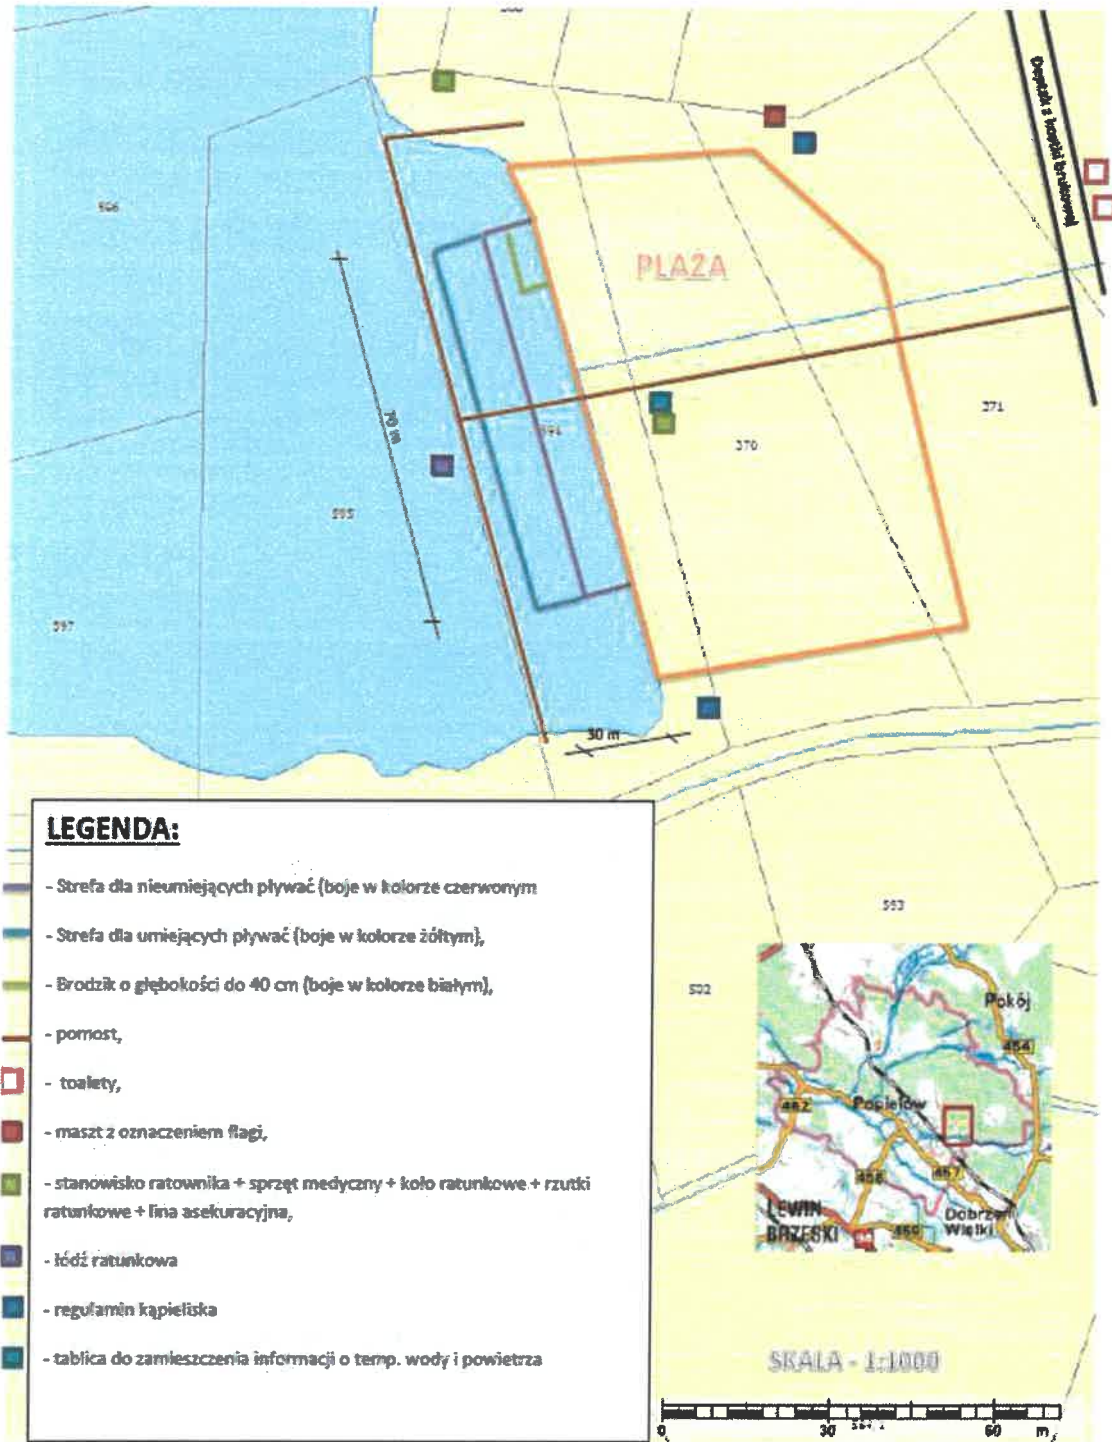 Deptak z kostki brukowej
596
PLAŻA
70 m
594
371
370
595
597
30 m
LEGENDA:
- Strefa dla nieumiejących pływać (boje w kolorze czerwonym
- Strefa dla umiejących pływać (boje w kolorze żółtym),
- Brodzik o głębokości do 40 cm (boje w kolorze białym),
- pomost,
- toalety,
- maszt z oznaczeniem flagi,
- stanowisko ratownika + sprzęt medyczny + koło ratunkowe + rzutki
ratunkowe + lina asekuracyjna,
- łódź ratunkowa
- regulamin kąpieliska
- tablica do zamieszczenia informacji o temp. wody i powietrza
593
592
Pokój
454
462
Popielów
457
458
LEWIN
BRZESKI
459
Dobrzeń
Wielki
SKALA - 1:1000
0 30 60 m